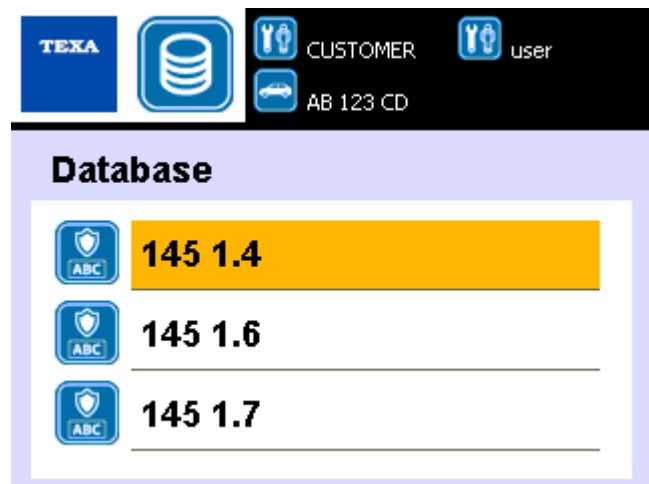 TEXA
CUSTOMER
user
AB 123 CD
Database
ABC
145 1.4
ABC
145 1.6
ABC
145 1.7